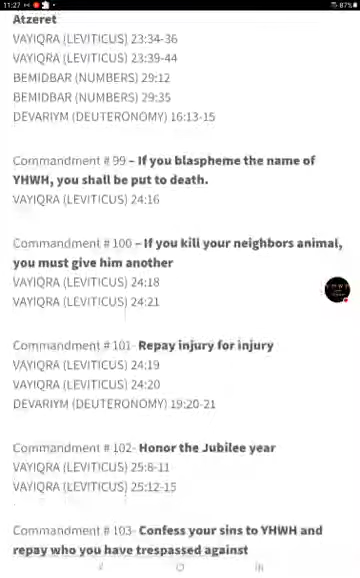 11:27
87%
Atzeret
VAYIQRA (LEVITICUS) 23:34-36
VAYIQRA (LEVITICUS) 23:39-44
BEMIDBAR (NUMBERS) 29:12
BEMIDBAR (NUMBERS) 29:35
DEVARIYM (DEUTERONOMY) 16:13-15
Commandment # 99 – If you blaspheme the name of
YHWH, you shall be put to death.
VAYIQRA (LEVITICUS) 24:16
Commandment # 100 – If you kill your neighbors animal,
you must give him another
VAYIQRA (LEVITICUS) 24:18
VAYIQRA (LEVITICUS) 24:21
Commandment # 101- Repay injury for injury
VAYIQRA (LEVITICUS) 24:19
VAYIQRA (LEVITICUS) 24:20
DEVARIYM (DEUTERONOMY) 19:20-21
Commandment # 102- Honor the Jubilee year
VAYIQRA (LEVITICUS) 25:8-11
VAYIQRA (LEVITICUS) 25:12-15
Commandment # 103- Confess your sins to YHWH and
repay who you have trespassed against